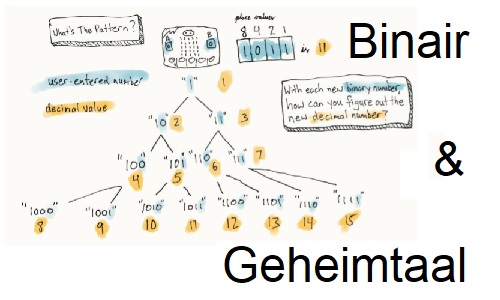 What's The Pattern?
place values
8 4 2 1
A B
1 0 1 1 is 11
Binair
user-entered number
decimal value
With each new binary number,
how can you figure out the
new decimal number?
"1" 1
"10" 2 "11" 3
"100" "101" "110" "111" 7
4 5 6
&
"1000" "1001" "1010" "1011" "1100" "1101" "1110" "1111"
8 9 10 11 12 13 14 15
Geheimtaal